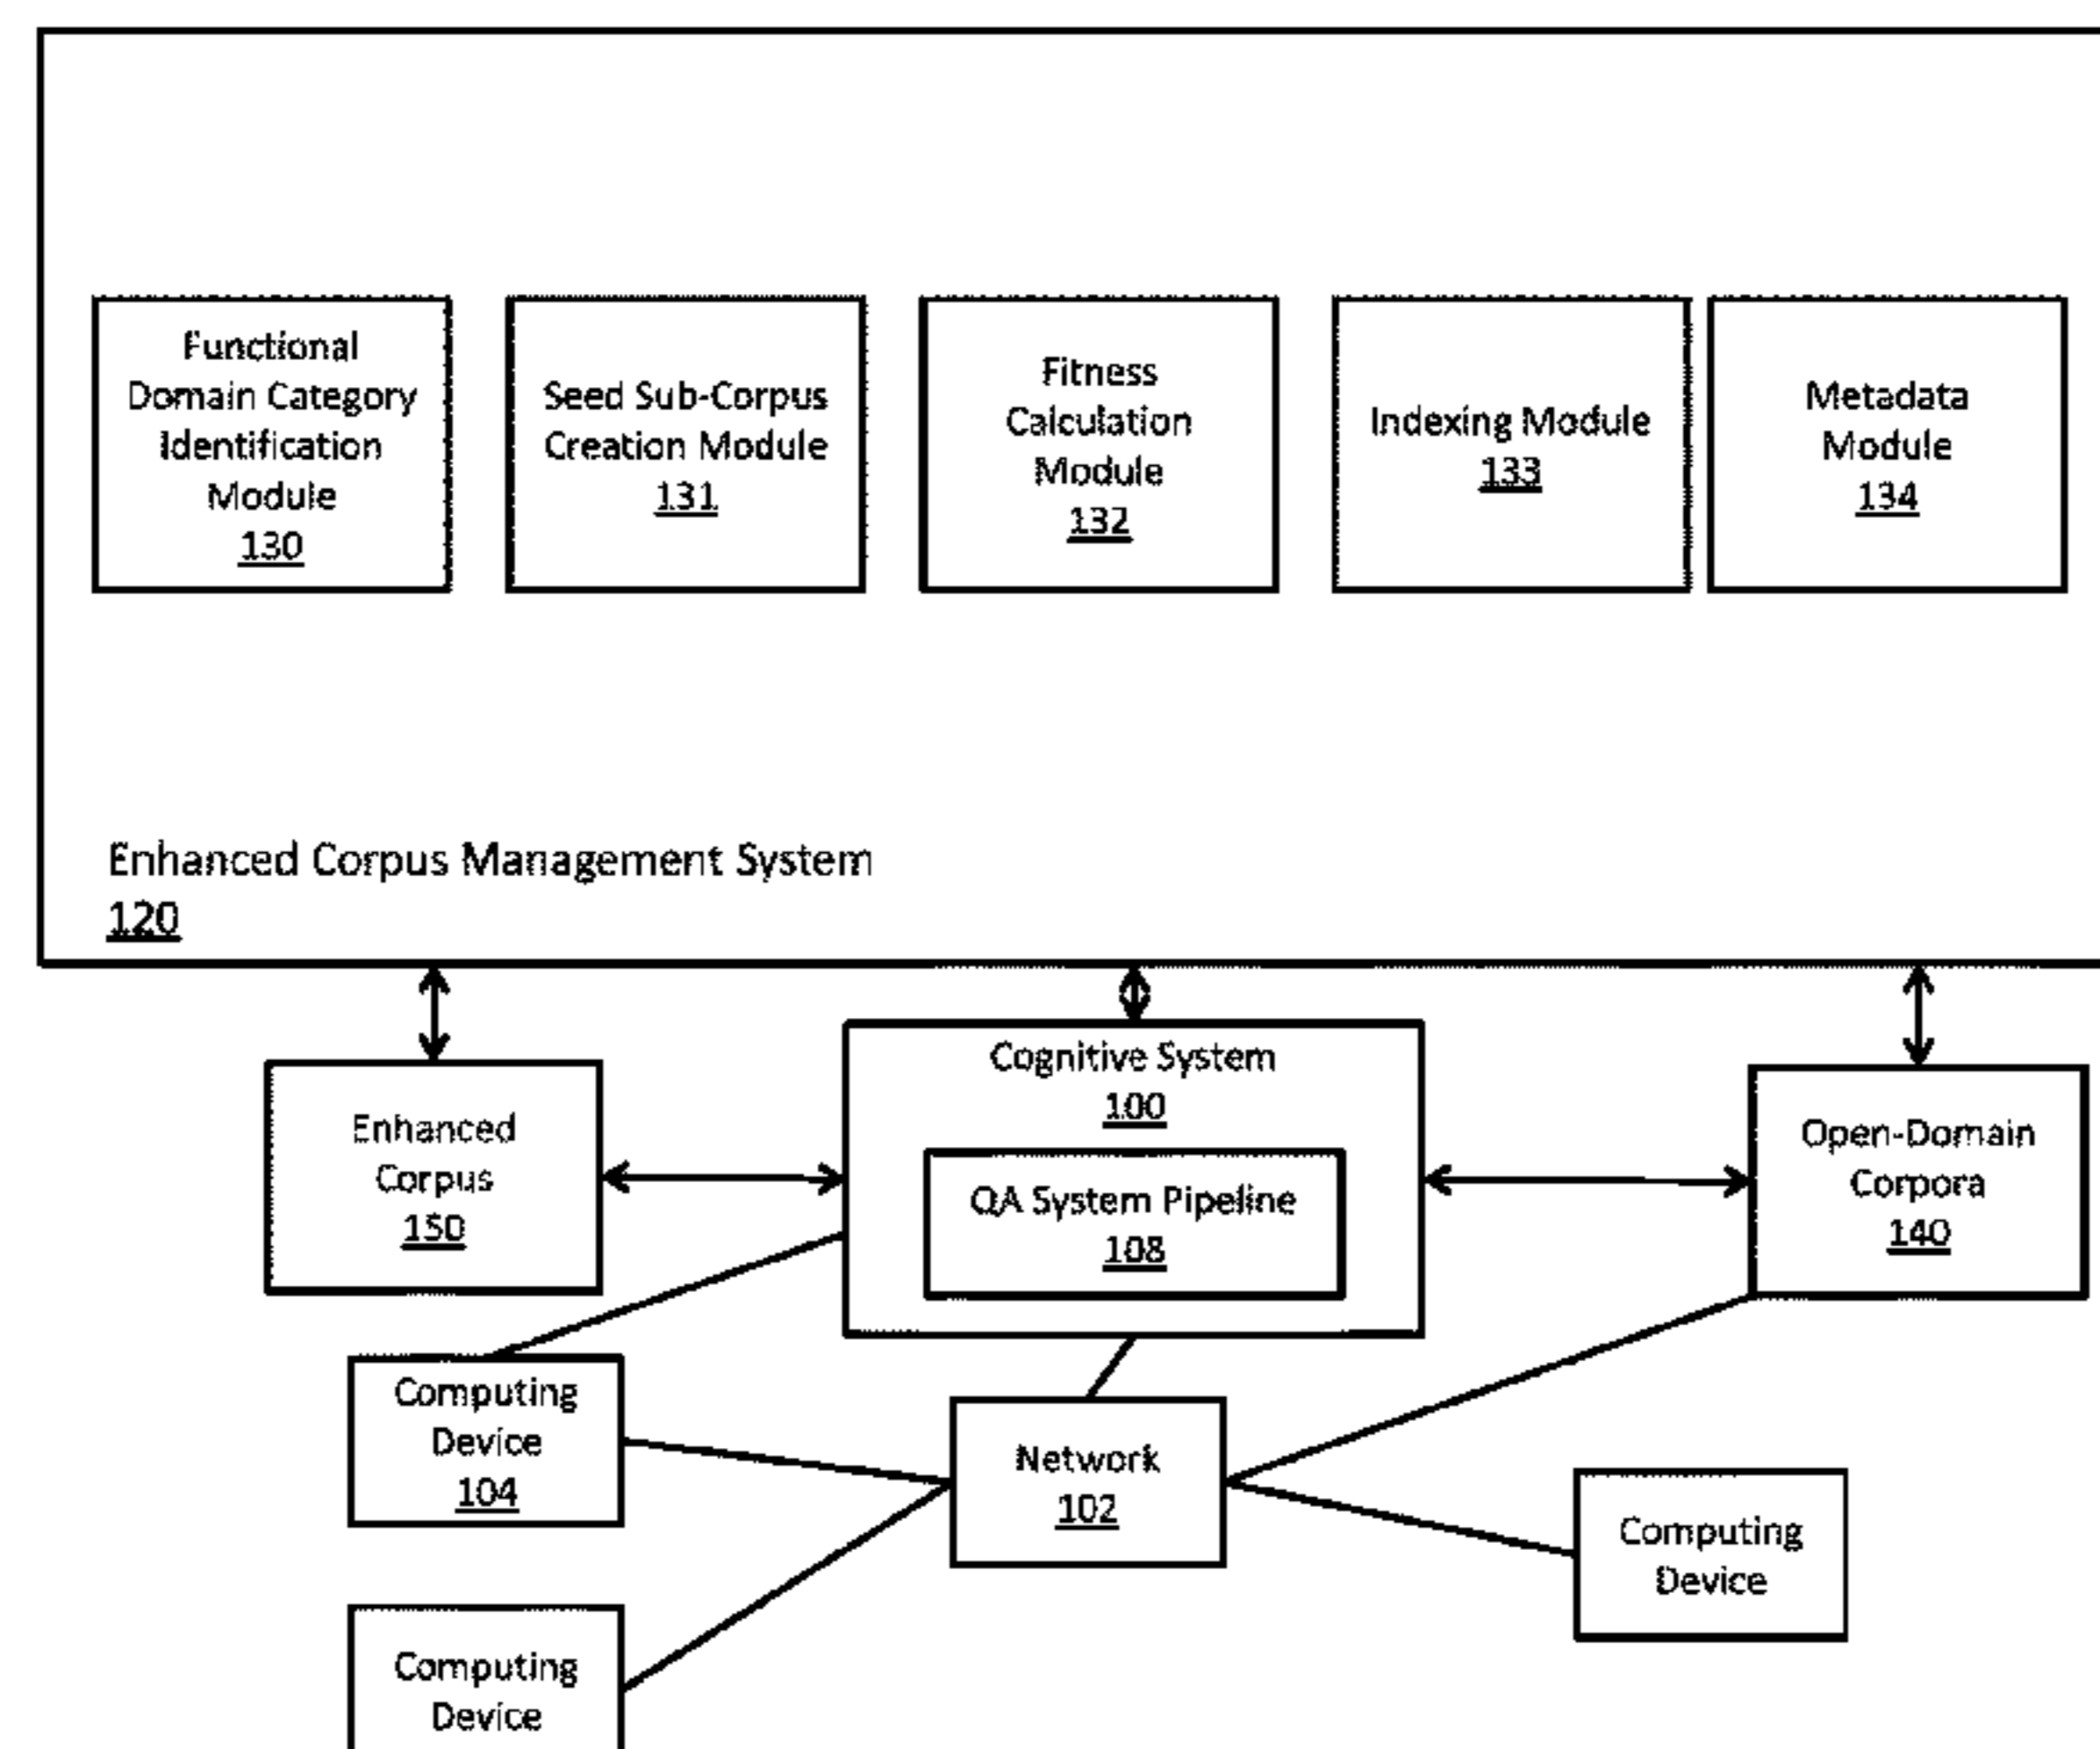 Functional
Domain Category
Identification
Module
130
Seed Sub-Corpus
Creation Module
131
Fitness
Calculation
Module
132
Indexing Module
133
Metadata
Module
134
Enhanced Corpus Management System
120
Enhanced
Corpus
150
Cognitive System
100
QA System Pipeline
108
Open-Domain
Corpora
140
Computing
Device
104
Network
102
Computing
Device
Computing
Device